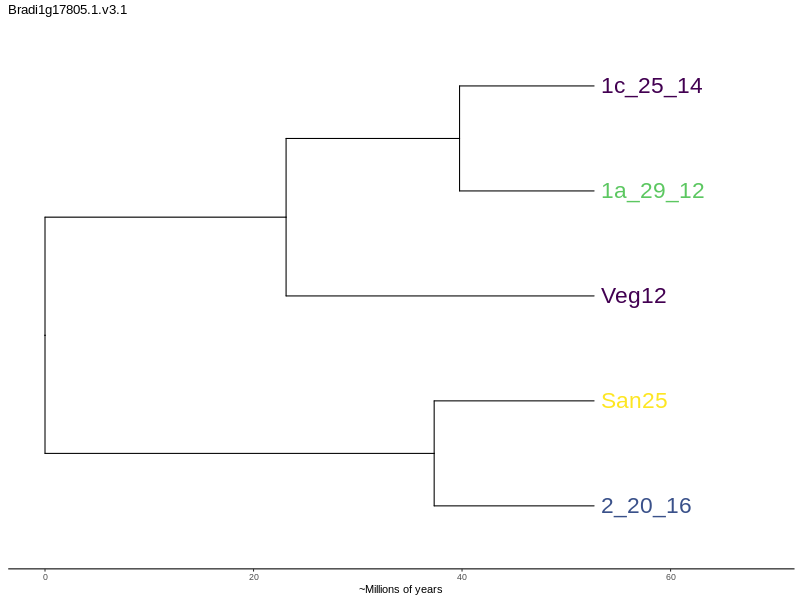 Bradi1g17805.1.v3.1
1c_25_14
1a_29_12
Veg12
San25
2_20_16
0 20 40 60
~Millions of years